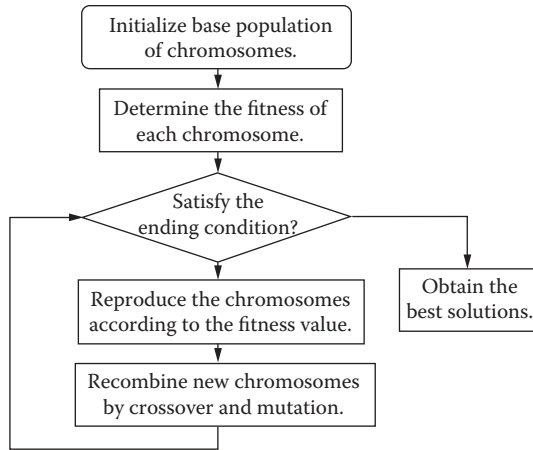 Initialize base population
of chromosomes.
Determine the fitness of
each chromosome.
Satisfy the
ending condition?
Reproduce the chromosomes
according to the fitness value.
Obtain the
best solutions.
Recombine new chromosomes
by crossover and mutation.